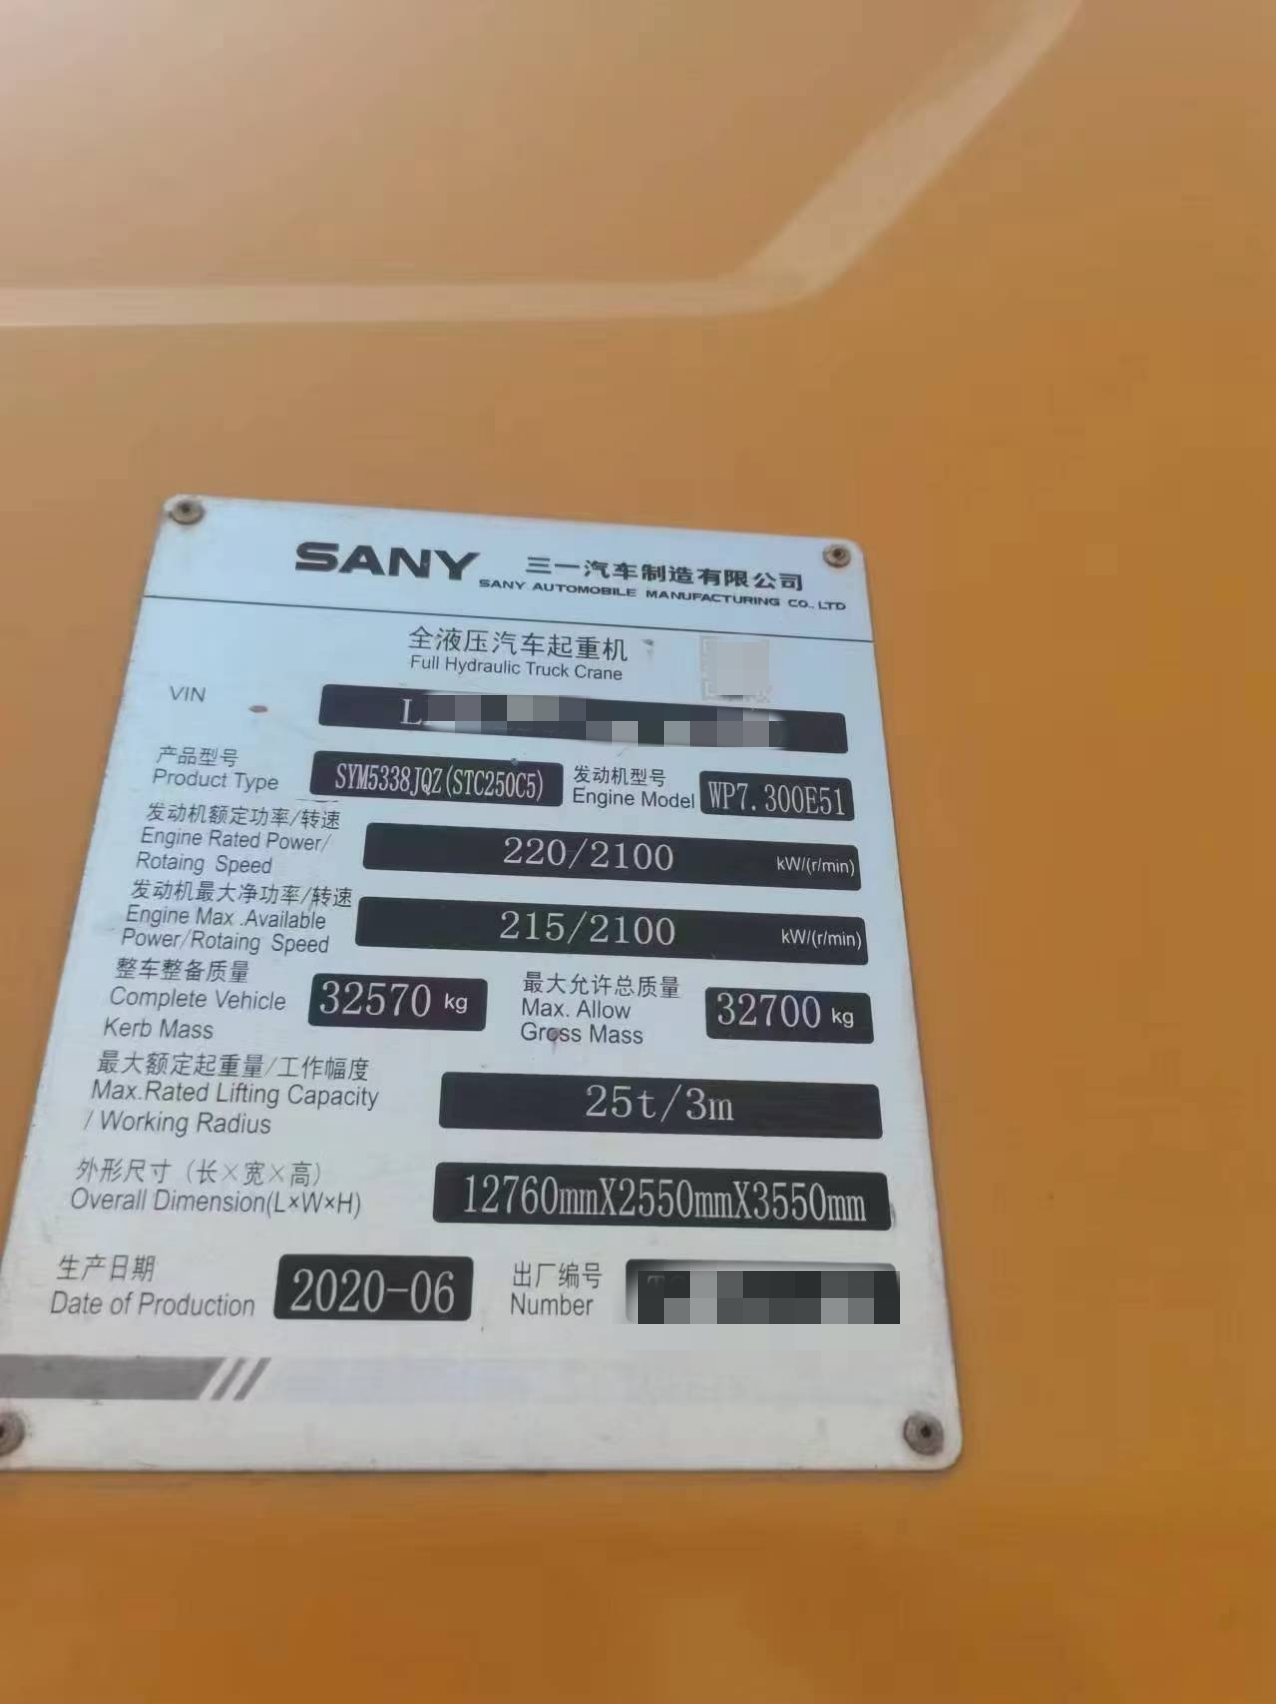 SANY 三一汽车制造有限公司
SANY AUTOMOBILE MANUFACTURING CO., LTD
全液压汽车起重机
Full Hydraulic Truck Crane
VIN L
产品型号 发动机型号
Product Type SYM5338JQZ(STC250C5) Engine Model WP7.300E51
发动机额定功率/转速
Engine Rated Power/ 220/2100 kW/(r/min)
Rotaing Speed
发动机最大净功率/转速
Engine Max .Available 215/2100 kW/(r/min)
Power/Rotaing Speed
整车整备质量 最大允许总质量
Complete Vehicle 32570 kg Max. Allow 32700 kg
Kerb Mass Gross Mass
最大额定起重量/工作幅度
Max.Rated Lifting Capacity 25t/3m
/ Working Radius
外形尺寸（长×宽×高）
Overall Dimension(L×W×H) 12760mmX2550mmX3550mm
生产日期 出厂编号
Date of Production 2020-06 Number